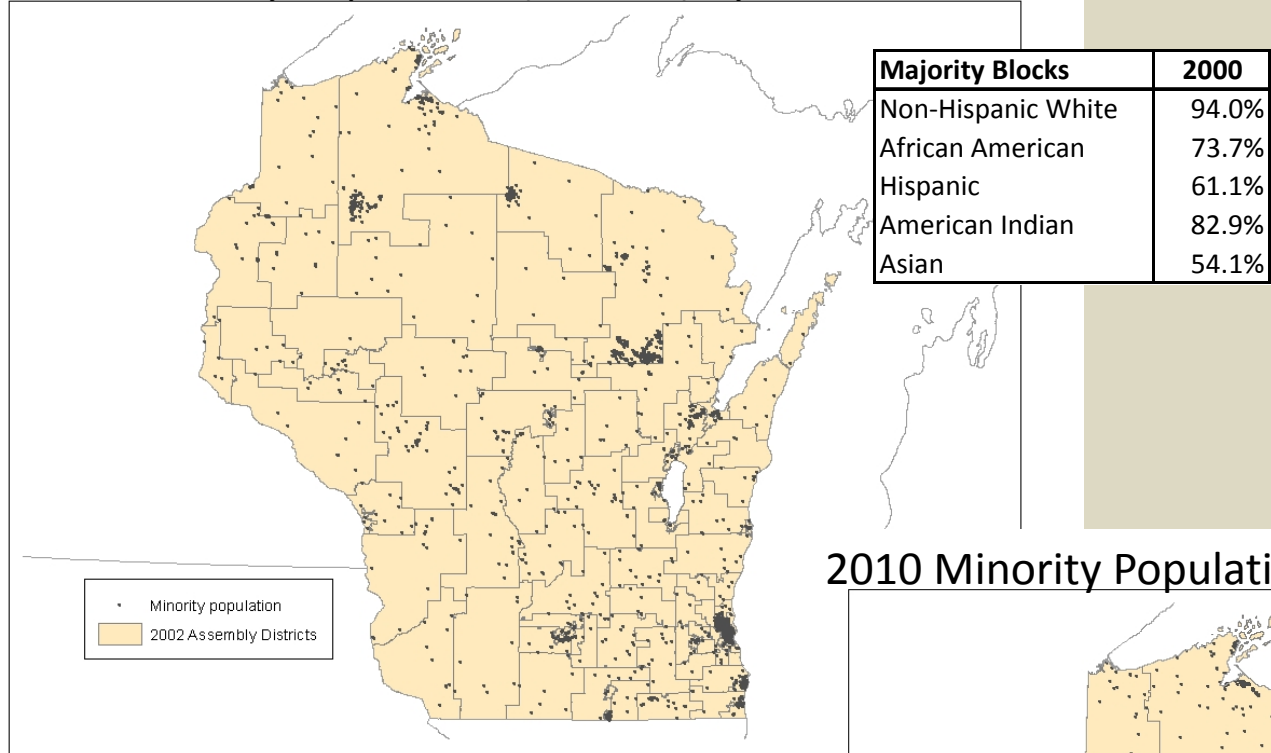 Majority Blocks 2000
Non-Hispanic White 94.0%
African American 73.7%
Hispanic 61.1%
American Indian 82.9%
Asian 54.1%
Minority population
2002 Assembly Districts
2010 Minority Populati